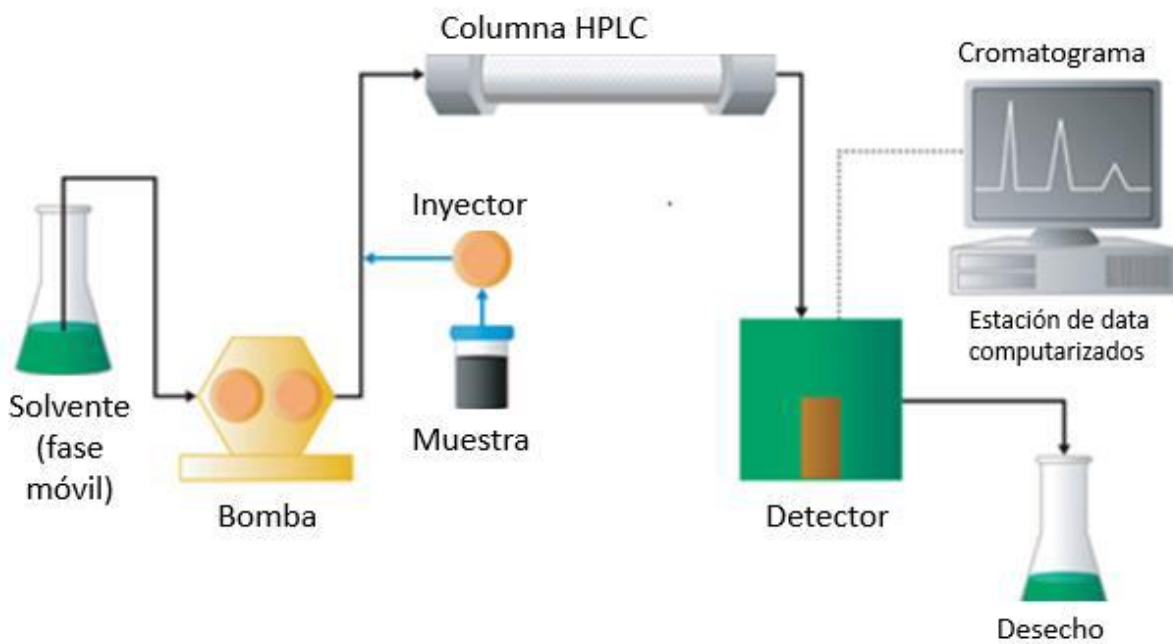 Columna HPLC
Cromatograma
Inyector
Estación de data
computarizados
Solvente
(fase
móvil)
Muestra
Bomba
Detector
Desecho